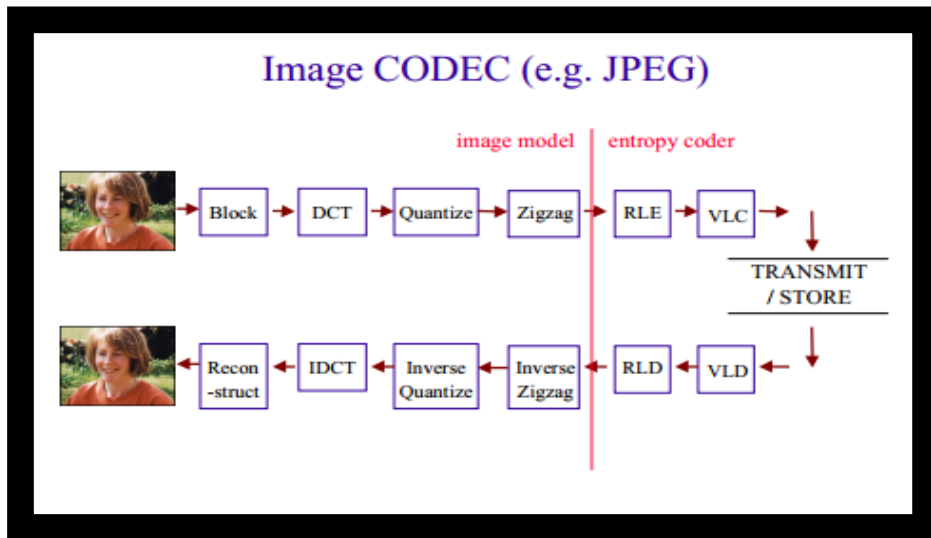 Image CODEC (e.g. JPEG)
image model
entropy coder
Block
DCT
Quantize
Zigzag
RLE
VLC
TRANSMIT
/ STORE
Recon
-struct
IDCT
Inverse
Quantize
Inverse
Zigzag
RLD
VLD